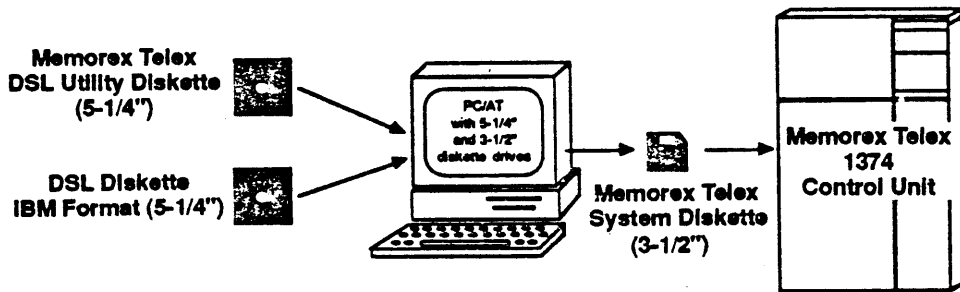 Memorex Telex
DSL Utility Diskette
(5-1/4")
DSL Diskette
IBM Format (5-1/4")
PC/AT
with 5-1/4"
and 3-1/2"
diskette drives
Memorex Telex
System Diskette
(3-1/2")
Memorex Telex
1374
Control Unit